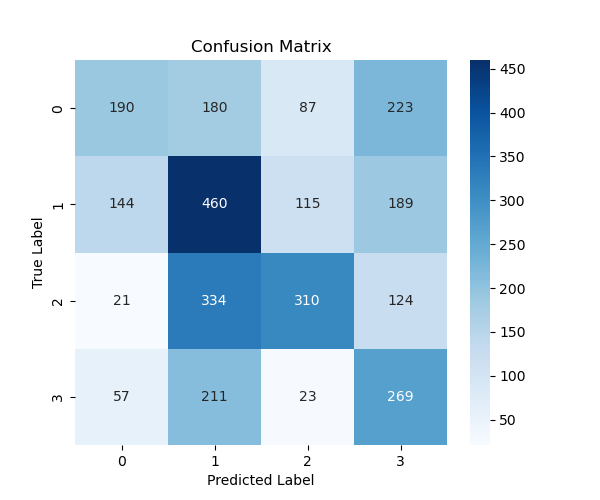 Confusion Matrix
True Label
0 190 180 87 223
1 144 460 115 189
2 21 334 310 124
3 57 211 23 269
0 1 2 3
Predicted Label
450
400
350
300
250
200
150
100
50